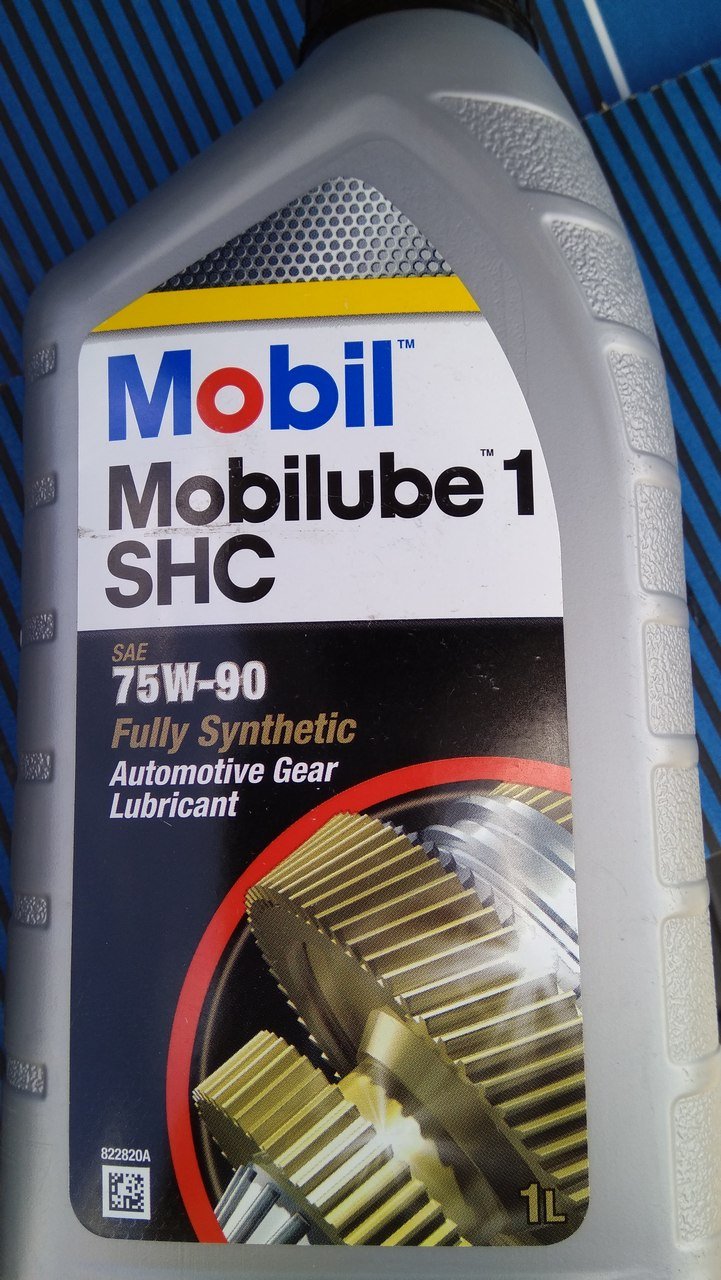 Mobil™
Mobilube™ 1
SHC
SAE
75W-90
Fully Synthetic
Automotive Gear
Lubricant
822820A
1L